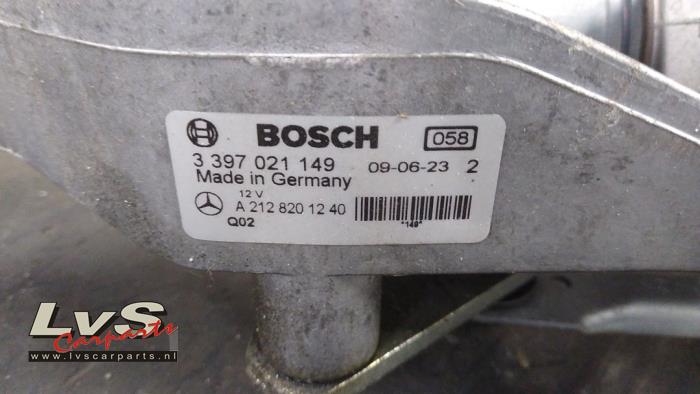 BOSCH 058
3 397 021 149 09-06-23 2
Made in Germany
12 V
A 212 820 12 40
Q02 *149*
LvS
Carparts
www.lvscarparts.nl